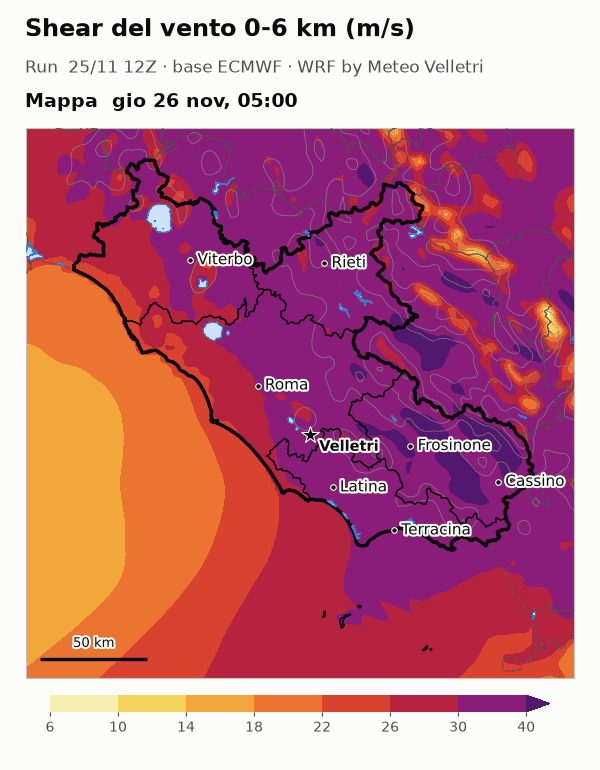 Shear del vento 0-6 km (m/s)
Run  25/11 12Z · base ECMWF · WRF by Meteo Velletri
Mappa  gio 26 nov, 05:00
Viterbo
Rieti
Roma
Velletri
Frosinone
Latina
Cassino
Terracina
50 km
6 10 14 18 22 26 30 40